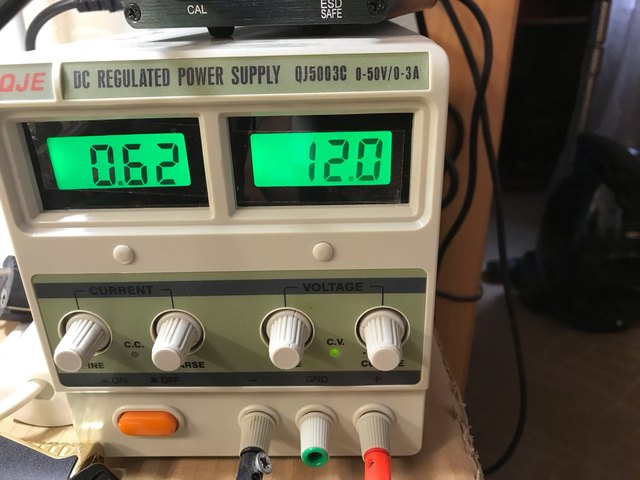 CAL
ESD
SAFE
QJE DC REGULATED POWER SUPPLY QJ5003C 0-50V/0-3A
0.62 12.0
CURRENT VOLTAGE
C.C. C.V.
ON OFF - GND +